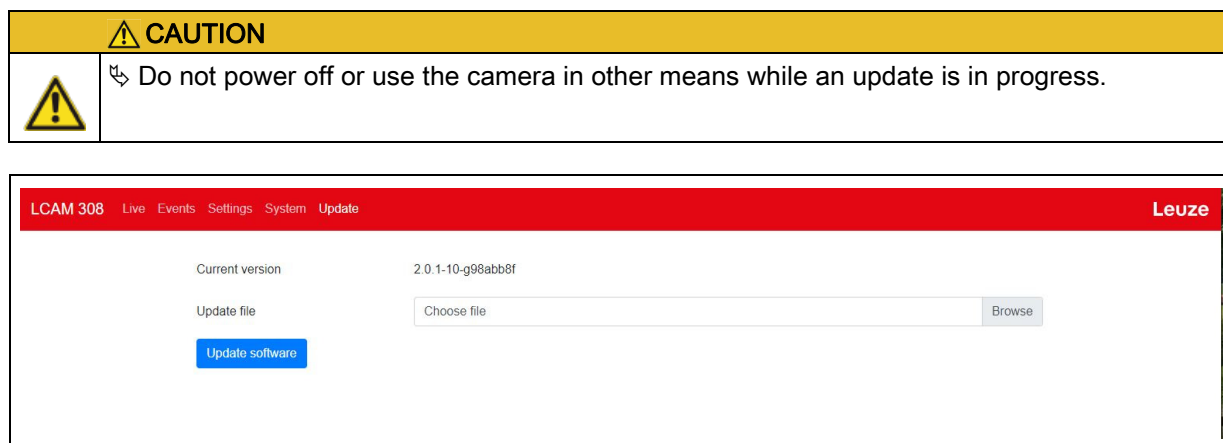 ⚠ CAUTION
↳ Do not power off or use the camera in other means while an update is in progress.
LCAM 308 Live Events Settings System Update Leuze
Current version 2.0.1-10-g98abb8f
Update file Choose file Browse
Update software